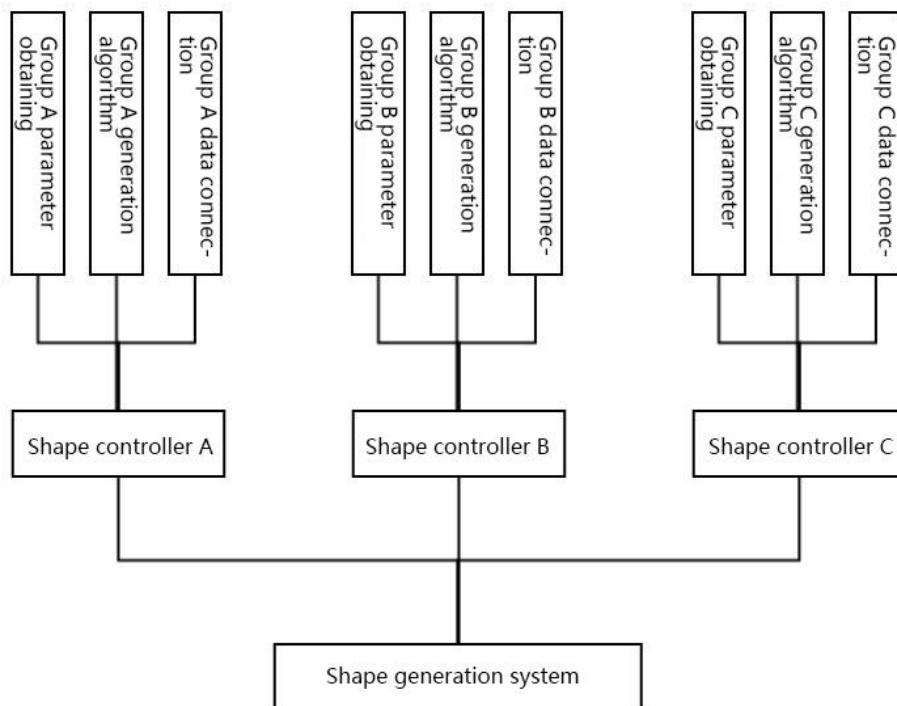 Group A parameter
obtaining
Group A generation
algorithm
Group A data connec-
tion
Group B parameter
obtaining
Group B generation
algorithm
Group B data connec-
tion
Group C parameter
obtaining
Group C generation
algorithm
Group C data connec-
tion
Shape controller A
Shape controller B
Shape controller C
Shape generation system